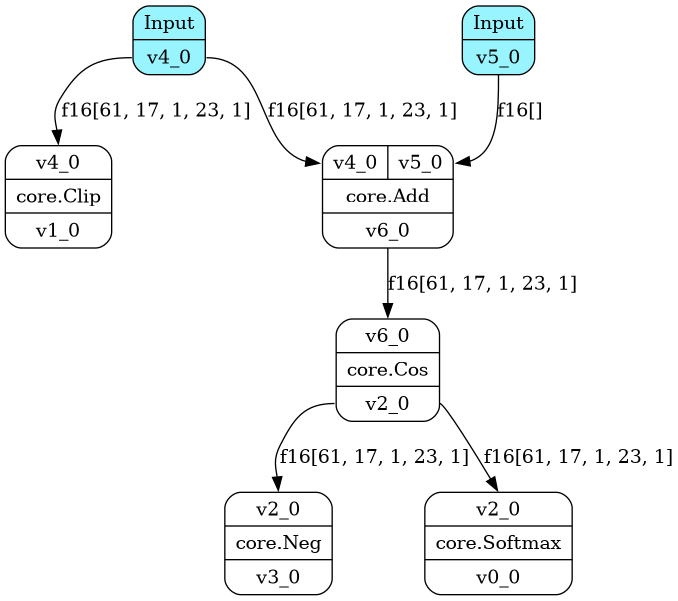 Input
v4_0
Input
v5_0
f16[61, 17, 1, 23, 1]
f16[61, 17, 1, 23, 1]
f16[]
v4_0
core.Clip
v1_0
v4_0 v5_0
core.Add
v6_0
f16[61, 17, 1, 23, 1]
v6_0
core.Cos
v2_0
f16[61, 17, 1, 23, 1]
f16[61, 17, 1, 23, 1]
v2_0
core.Neg
v3_0
v2_0
core.Softmax
v0_0